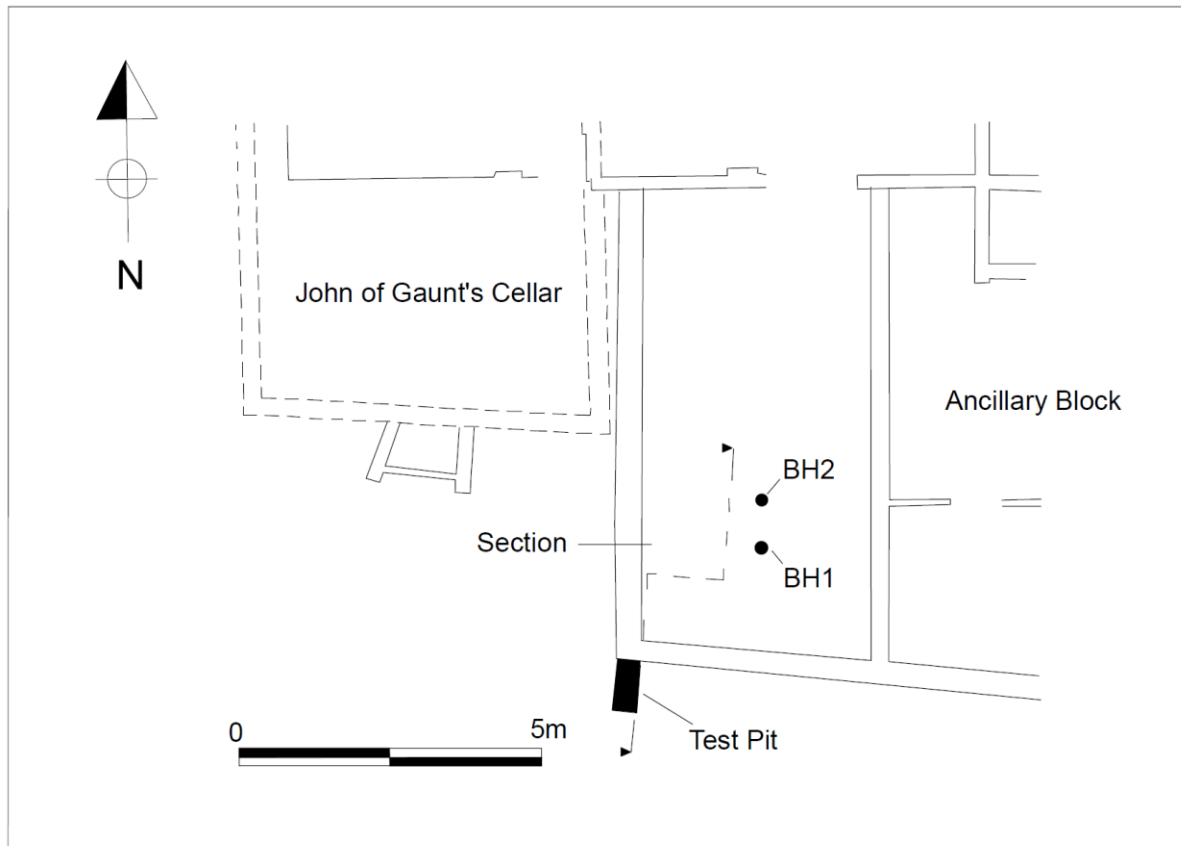 N
John of Gaunt's Cellar
Ancillary Block
BH2
Section
BH1
0 5m
Test Pit